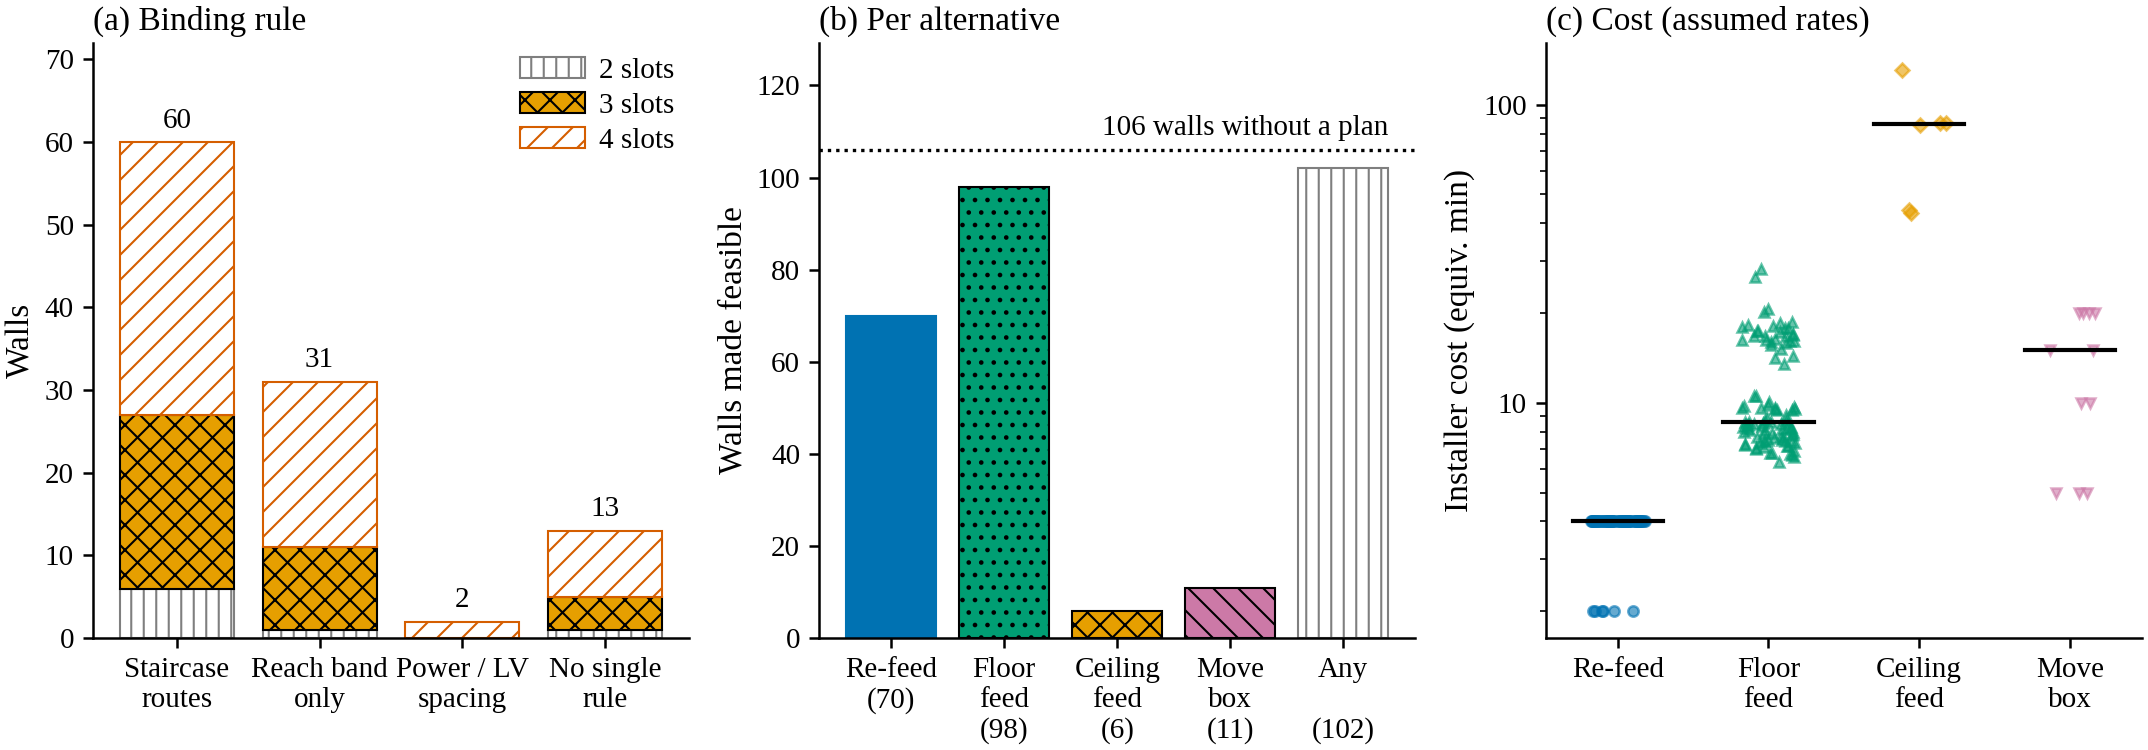 (a) Binding rule
Walls
70
60
50
40
30
20
10
0
60
31
2
13
2 slots
3 slots
4 slots
Staircase
routes
Reach band
only
Power / LV
spacing
No single
rule
(b) Per alternative
Walls made feasible
120
100
80
60
40
20
0
106 walls without a plan
Re-feed
(70)
Floor
feed
(98)
Ceiling
feed
(6)
Move
box
(11)
Any
(102)
(c) Cost (assumed rates)
Installer cost (equiv. min)
100
10
Re-feed
Floor
feed
Ceiling
feed
Move
box